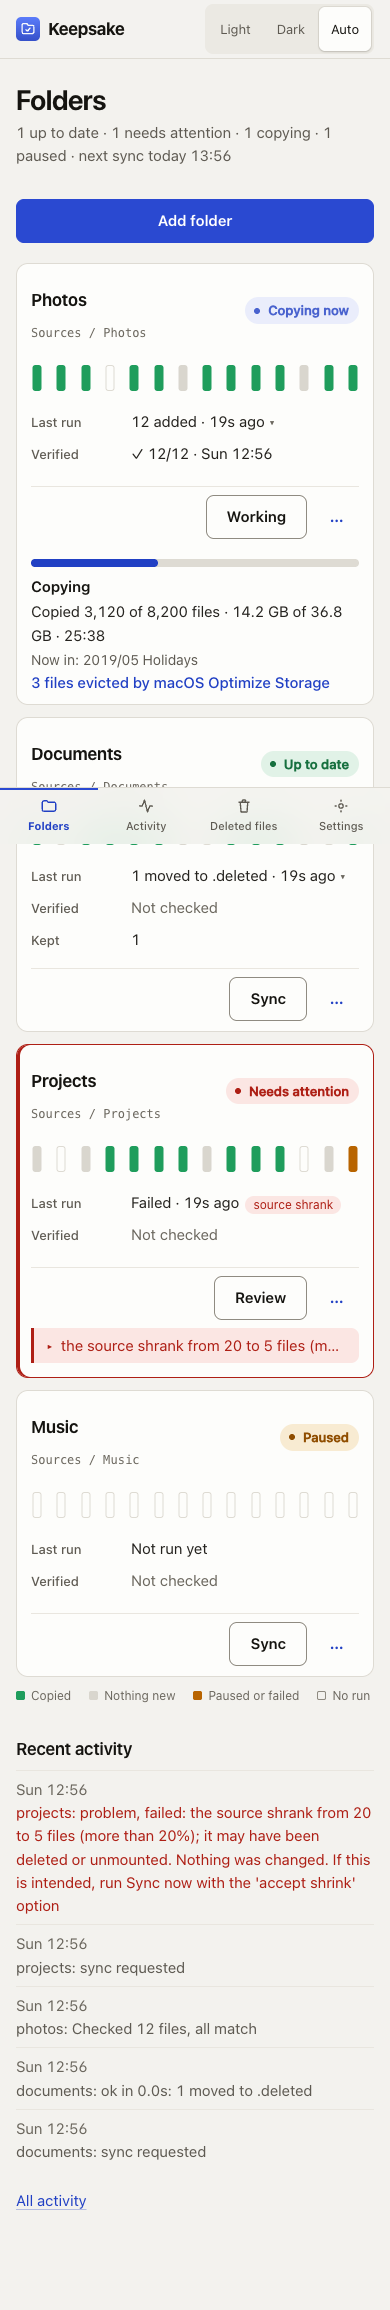 Keepsake
Light Dark Auto
Folders
1 up to date · 1 needs attention · 1 copying · 1
paused · next sync today 13:56
Add folder
Photos
Copying now
Sources / Photos
Last run 12 added · 19s ago ▾
Verified ✓ 12/12 · Sun 12:56
Working ...
Copying
Copied 3,120 of 8,200 files · 14.2 GB of 36.8
GB · 25:38
Now in: 2019/05 Holidays
3 files evicted by macOS Optimize Storage
Documents
Up to date
Sources / Documents
Folders Activity Deleted files Settings
Last run 1 moved to .deleted · 19s ago ▾
Verified Not checked
Kept 1
Sync ...
Projects
Needs attention
Sources / Projects
Last run Failed · 19s ago source shrank
Verified Not checked
Review ...
▸ the source shrank from 20 to 5 files (m...
Music
Paused
Sources / Music
Last run Not run yet
Verified Not checked
Sync ...
Copied Nothing new Paused or failed No run
Recent activity
Sun 12:56
projects: problem, failed: the source shrank from 20
to 5 files (more than 20%); it may have been
deleted or unmounted. Nothing was changed. If this
is intended, run Sync now with the 'accept shrink'
option
Sun 12:56
projects: sync requested
Sun 12:56
photos: Checked 12 files, all match
Sun 12:56
documents: ok in 0.0s: 1 moved to .deleted
Sun 12:56
documents: sync requested
All activity